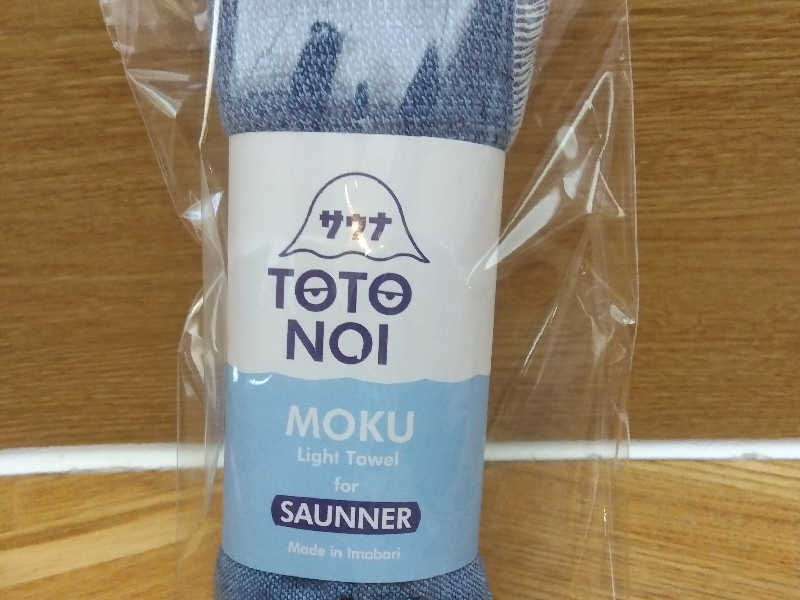 サウナ
TOTO
NOI
MOKU
Light Towel
for
SAUNNER
Made in Imabari